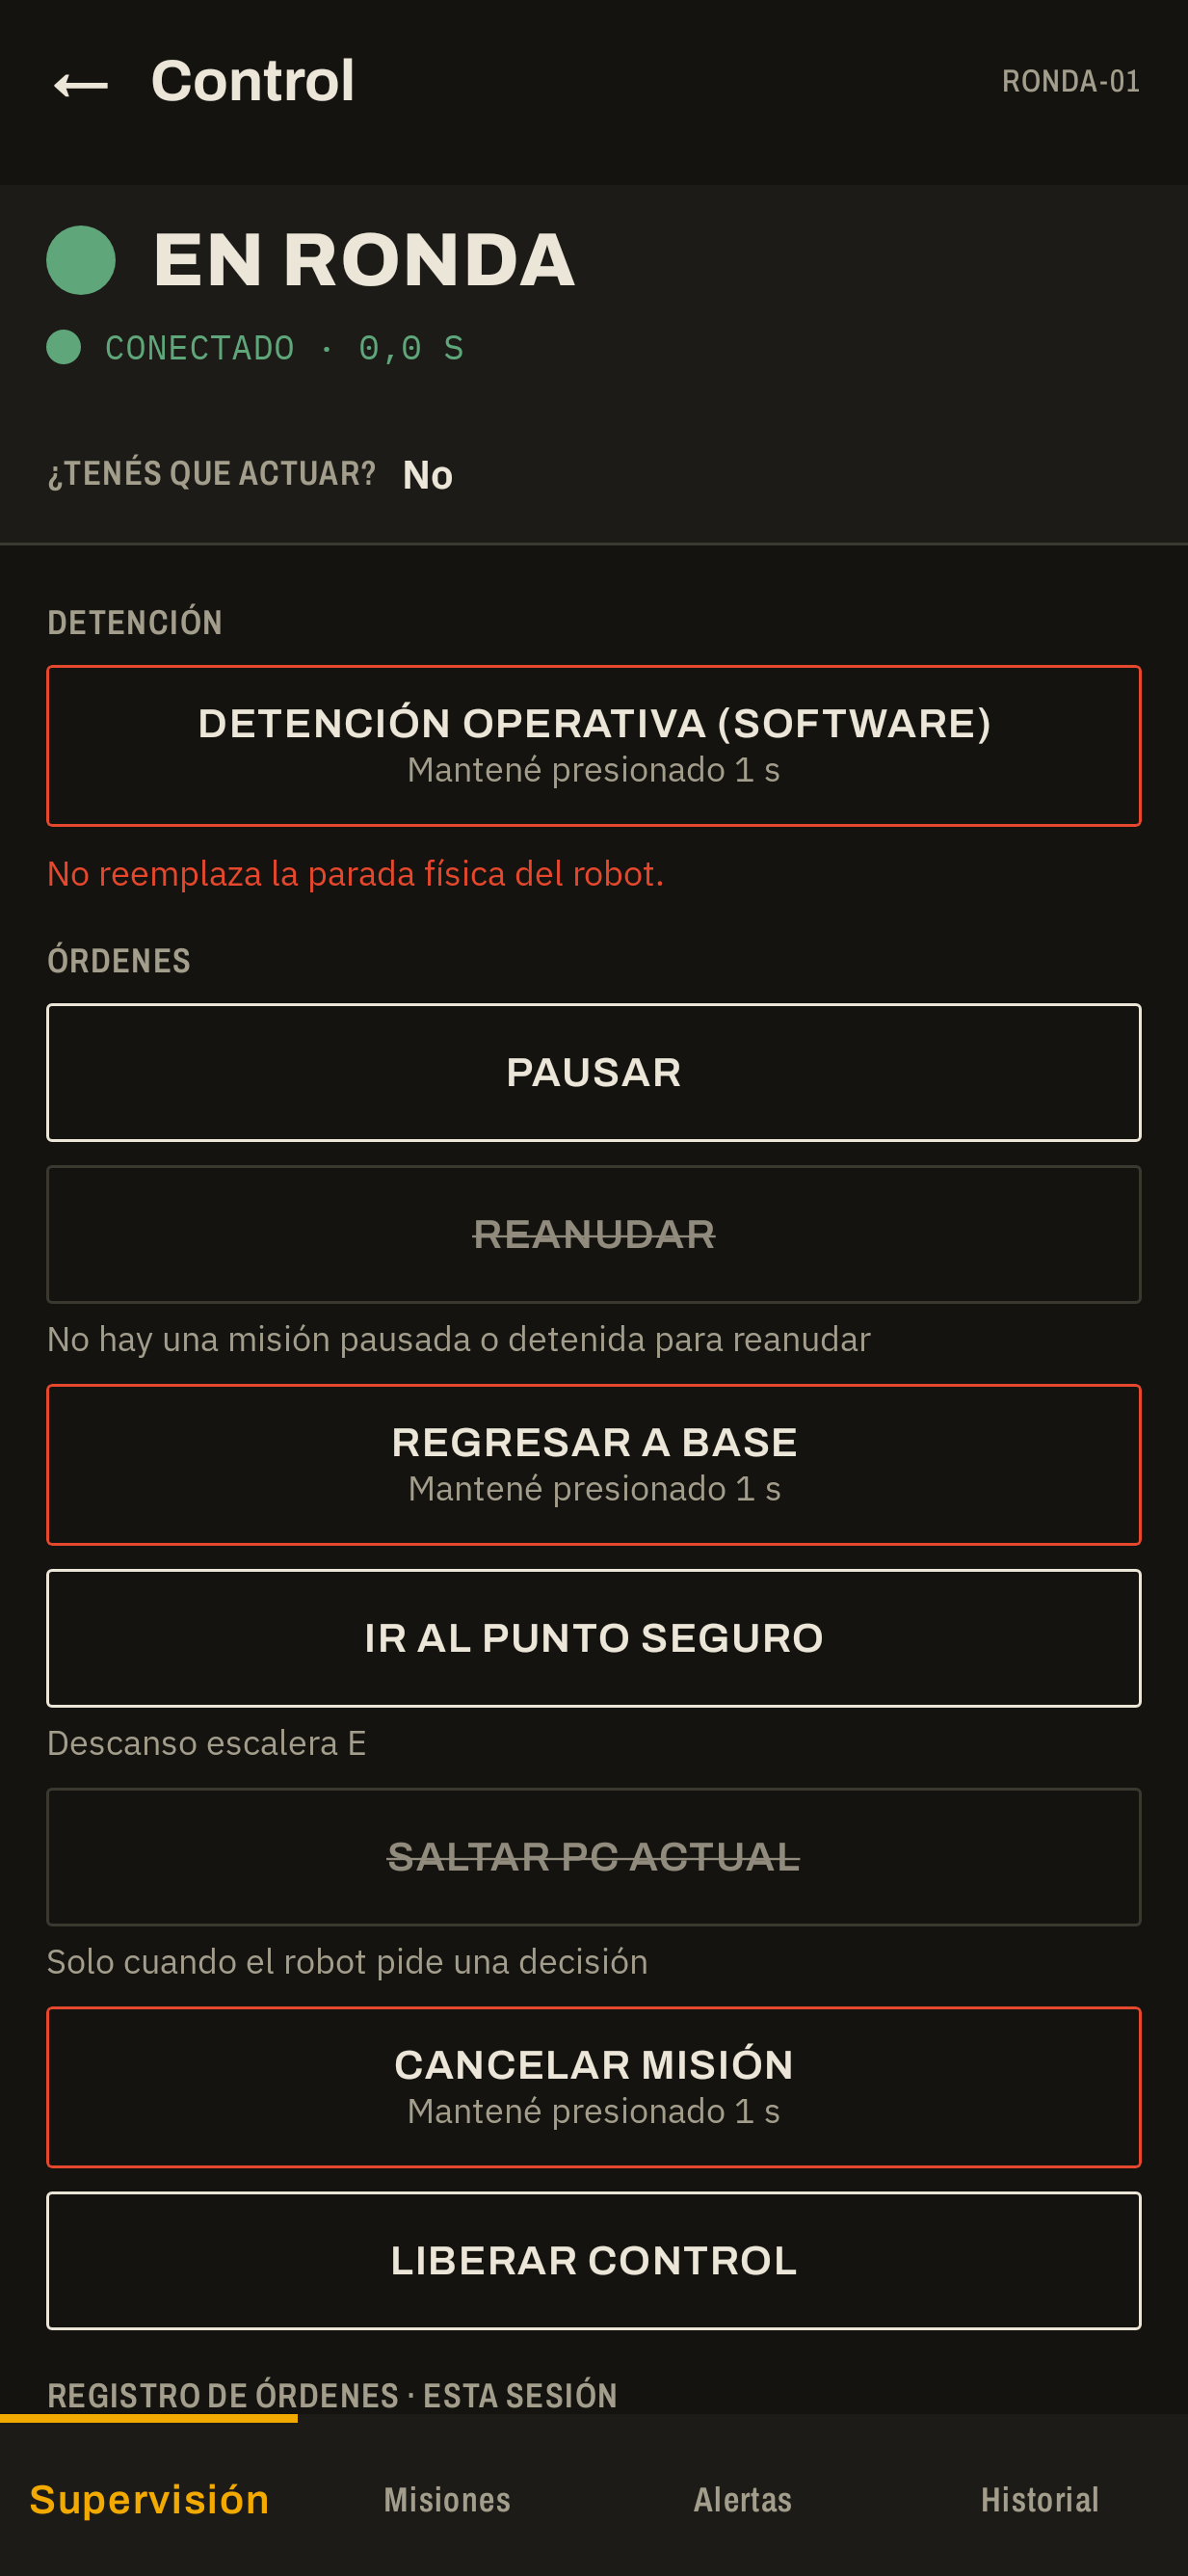 ← Control
RONDA-01
EN RONDA
CONECTADO · 0,0 S
¿TENÉS QUE ACTUAR? No
DETENCIÓN
DETENCIÓN OPERATIVA (SOFTWARE)
Mantené presionado 1 s
No reemplaza la parada física del robot.
ÓRDENES
PAUSAR
REANUDAR
No hay una misión pausada o detenida para reanudar
REGRESAR A BASE
Mantené presionado 1 s
IR AL PUNTO SEGURO
Descanso escalera E
SALTAR PC ACTUAL
Solo cuando el robot pide una decisión
CANCELAR MISIÓN
Mantené presionado 1 s
LIBERAR CONTROL
REGISTRO DE ÓRDENES · ESTA SESIÓN
Supervisión
Misiones
Alertas
Historial